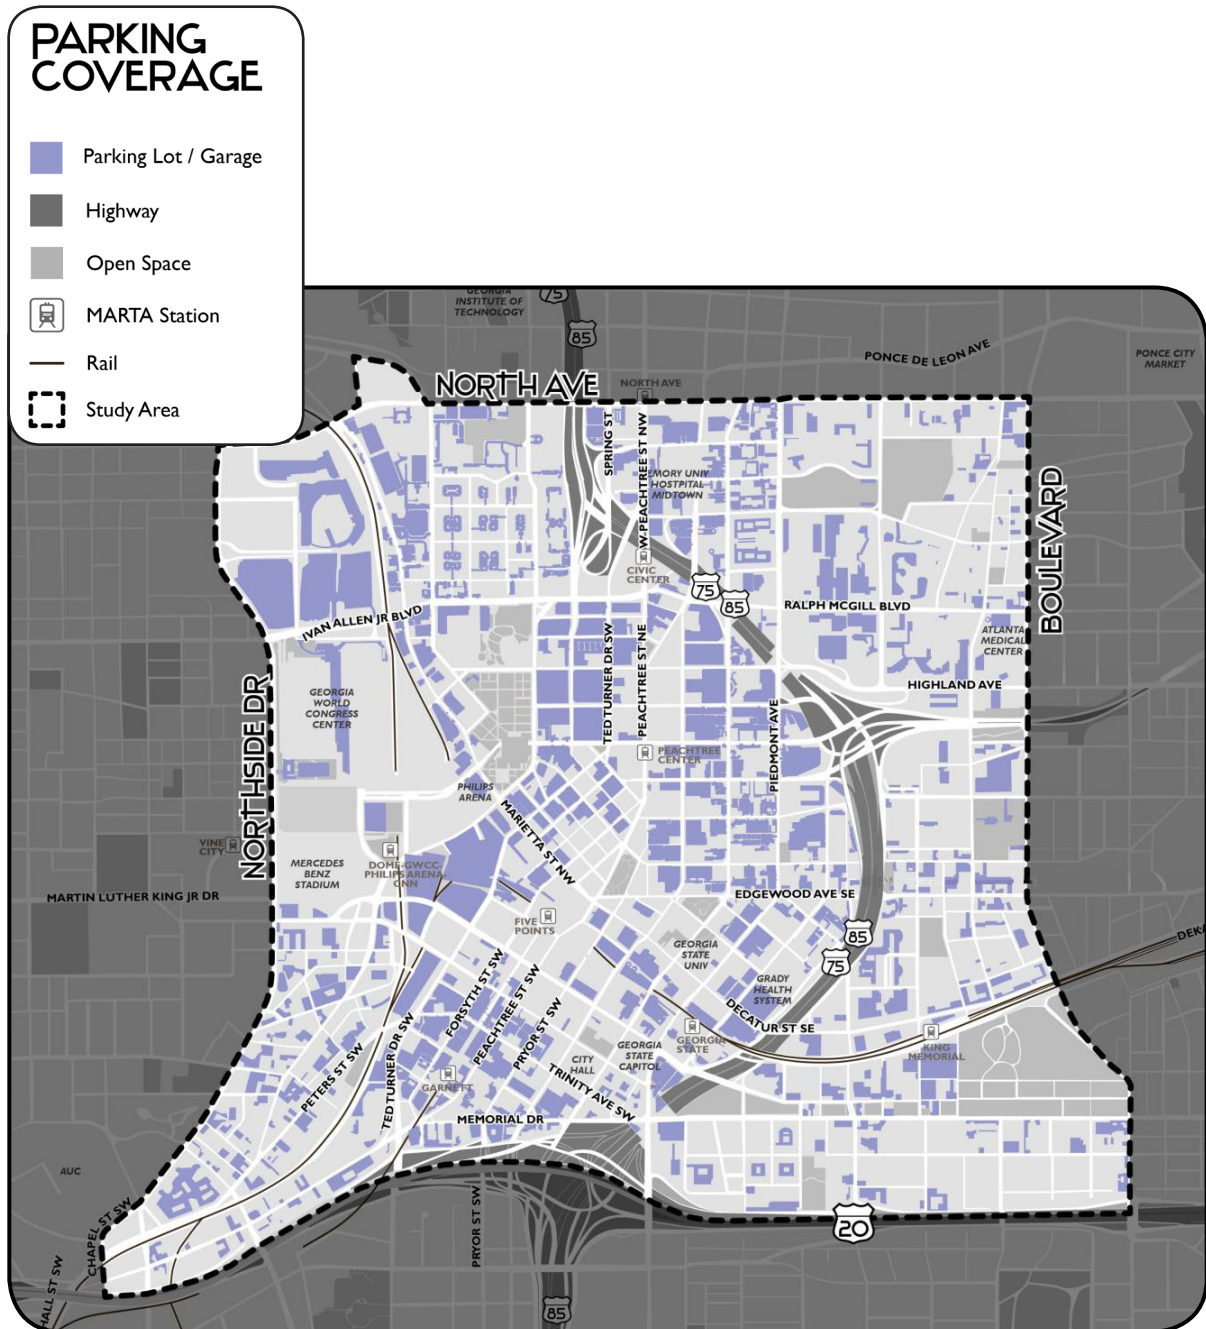 PARKING
COVERAGE
Parking Lot / Garage
Highway
Open Space
MARTA Station
Rail
Study Area
GEORGIA
INSTITUTE OF
TECHNOLOGY
75
85
PONCE DE LEON AVE
PONCE CITY
MARKET
NORTH AVE
NORTH AVE
SPRING ST
W PEACHTREE ST NW
EMORY UNIV
HOSTPITAL
MIDTOWN
BOULEVARD
CIVIC
CENTER
75
85
RALPH MCGILL BLVD
IVAN ALLEN JR BLVD
ATLANTA
MEDICAL
CENTER
TED TURNER DR SW
PEACHTREE ST NE
HIGHLAND AVE
GEORGIA
WORLD
CONGRESS
CENTER
NORTHSIDE DR
PIEDMONT AVE
PEACHTREE
CENTER
PHILIPS
ARENA
MARIETTA ST NW
VINE
CITY
MERCEDES
BENZ
STADIUM
DOME-GWCC-
PHILIPS ARENA-
CNN
MARTIN LUTHER KING JR DR
EDGEWOOD AVE SE
FIVE
POINTS
85
75
DEKA
GEORGIA
STATE
UNIV
GRADY
HEALTH
SYSTEM
FORSYTH ST SW
PEACHTREE ST SW
PRYOR ST SW
DECATUR ST SE
GEORGIA
STATE
KING
MEMORIAL
TED TURNER DR SW
PETERS ST SW
CITY
HALL
GEORGIA
STATE
CAPITOL
GARNETT
TRINITY AVE SW
MEMORIAL DR
AUC
CHAPEL ST SW
PRYOR ST SW
20
HALL ST SW
85